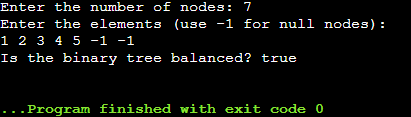 Enter the number of nodes: 7
Enter the elements (use -1 for null nodes):
1 2 3 4 5 -1 -1
Is the binary tree balanced? true
...Program finished with exit code 0